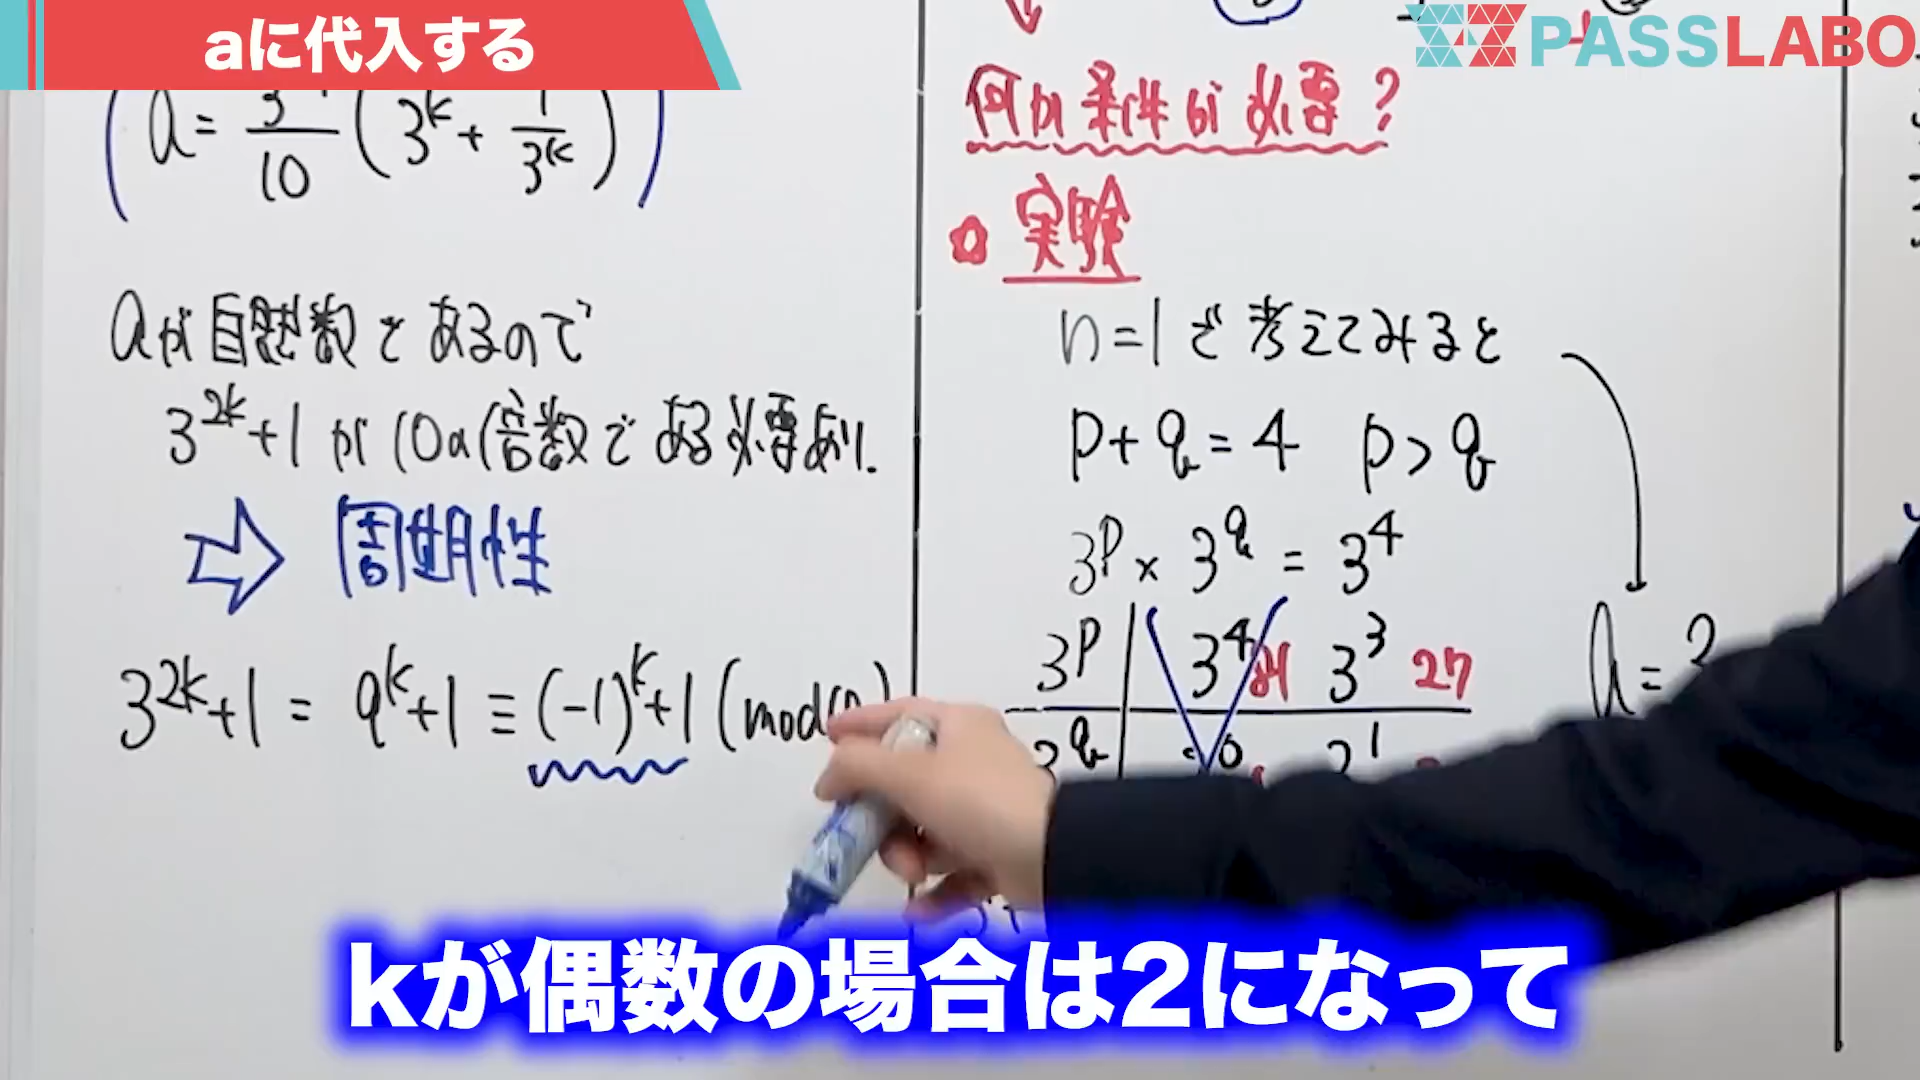 aに代入する
PASSLABO
a = /10 (3^k + 1/3^k)
aが自然数であるので
3^2k+1 が 10の倍数である必要あり.
⇨ 周期性
3^2k+1 = 9^k+1 ≡ (-1)^k+1 (mod
何か条件が必要?
実験
n=1で考えてみると
p+q=4 p>q
3^p × 3^q = 3^4
3^p 3^4 81 3^3 27
3^q
a=
kが偶数の場合は2になって